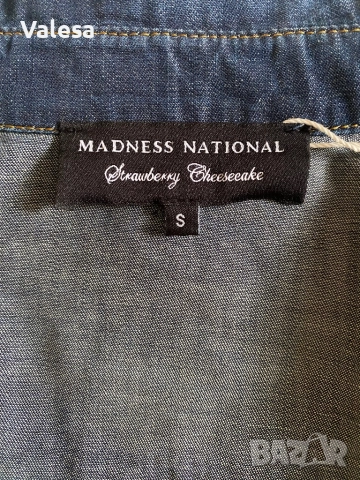 Valesa
MADNESS NATIONAL
Strawberry Cheesecake
S
BAZAR